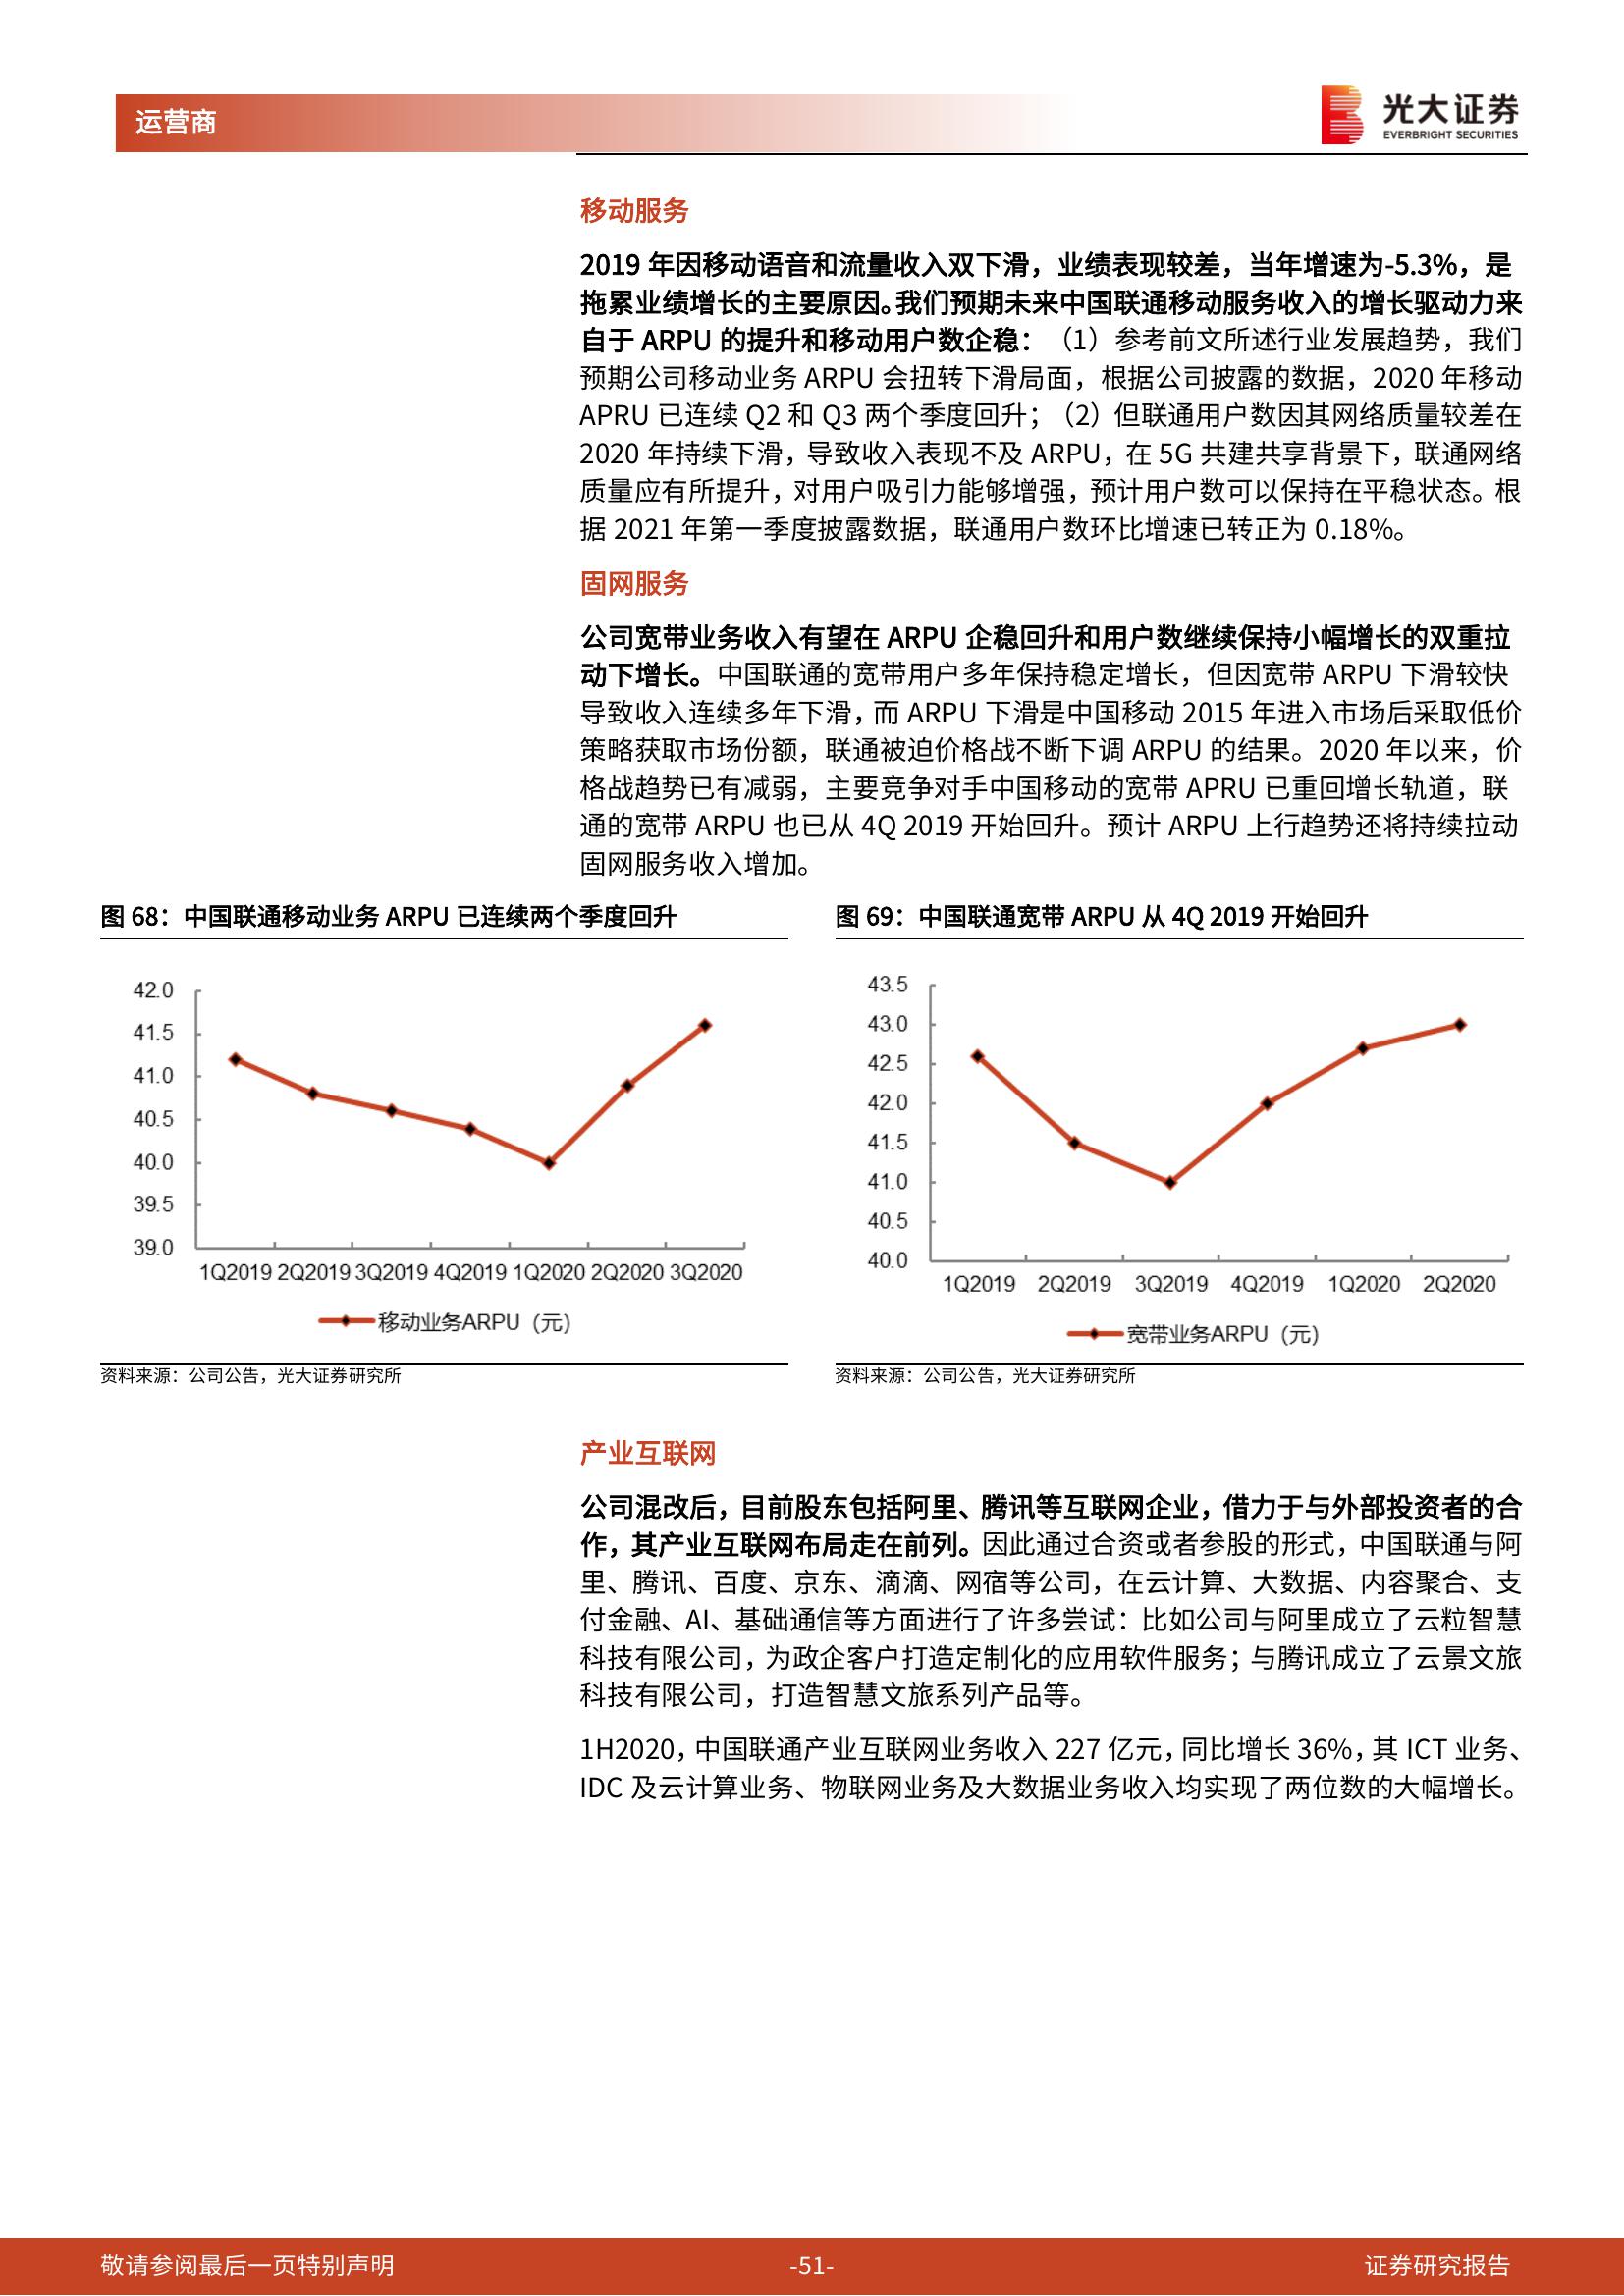 运营商
光大证券
EVERBRIGHT SECURITIES
移动服务
2019 年因移动语音和流量收入双下滑，业绩表现较差，当年增速为-5.3%，是
拖累业绩增长的主要原因。我们预期未来中国联通移动服务收入的增长驱动力来
自于 ARPU 的提升和移动用户数企稳：（1）参考前文所述行业发展趋势，我们
预期公司移动业务 ARPU 会扭转下滑局面，根据公司披露的数据，2020 年移动
APRU 已连续 Q2 和 Q3 两个季度回升；（2）但联通用户数因其网络质量较差在
2020 年持续下滑，导致收入表现不及 ARPU，在 5G 共建共享背景下，联通网络
质量应有所提升，对用户吸引力能够增强，预计用户数可以保持在平稳状态。根
据 2021 年第一季度披露数据，联通用户数环比增速已转正为 0.18%。
固网服务
公司宽带业务收入有望在 ARPU 企稳回升和用户数继续保持小幅增长的双重拉
动下增长。中国联通的宽带用户多年保持稳定增长，但因宽带 ARPU 下滑较快
导致收入连续多年下滑，而 ARPU 下滑是中国移动 2015 年进入市场后采取低价
策略获取市场份额，联通被迫价格战不断下调 ARPU 的结果。2020 年以来，价
格战趋势已有减弱，主要竞争对手中国移动的宽带 APRU 已重回增长轨道，联
通的宽带 ARPU 也已从 4Q 2019 开始回升。预计 ARPU 上行趋势还将持续拉动
固网服务收入增加。
图 68：中国联通移动业务 ARPU 已连续两个季度回升
42.0
41.5
41.0
40.5
40.0
39.5
39.0
1Q2019 2Q2019 3Q2019 4Q2019 1Q2020 2Q2020 3Q2020
移动业务ARPU（元）
资料来源：公司公告，光大证券研究所
图 69：中国联通宽带 ARPU 从 4Q 2019 开始回升
43.5
43.0
42.5
42.0
41.5
41.0
40.5
40.0
1Q2019 2Q2019 3Q2019 4Q2019 1Q2020 2Q2020
宽带业务ARPU（元）
资料来源：公司公告，光大证券研究所
产业互联网
公司混改后，目前股东包括阿里、腾讯等互联网企业，借力于与外部投资者的合
作，其产业互联网布局走在前列。因此通过合资或者参股的形式，中国联通与阿
里、腾讯、百度、京东、滴滴、网宿等公司，在云计算、大数据、内容聚合、支
付金融、AI、基础通信等方面进行了许多尝试：比如公司与阿里成立了云粒智慧
科技有限公司，为政企客户打造定制化的应用软件服务；与腾讯成立了云景文旅
科技有限公司，打造智慧文旅系列产品等。
1H2020，中国联通产业互联网业务收入 227 亿元，同比增长 36%，其 ICT 业务、
IDC 及云计算业务、物联网业务及大数据业务收入均实现了两位数的大幅增长。
敬请参阅最后一页特别声明
-51-
证券研究报告